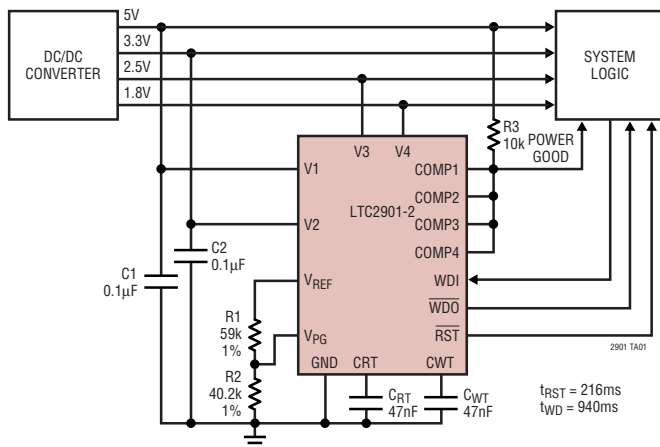 5V
3.3V
2.5V
1.8V
DC/DC
CONVERTER
SYSTEM
LOGIC
R3
10k
POWER
GOOD
V3
V4
V1
COMP1
COMP2
LTC2901-2
V2
COMP3
COMP4
C2
0.1µF
C1
0.1µF
VREF
WDI
WDO
R1
59k
1%
VPG
RST
2901 TA01
GND
CRT
CWT
R2
40.2k
1%
CRT
47nF
CWT
47nF
tRST = 216ms
tWD = 940ms